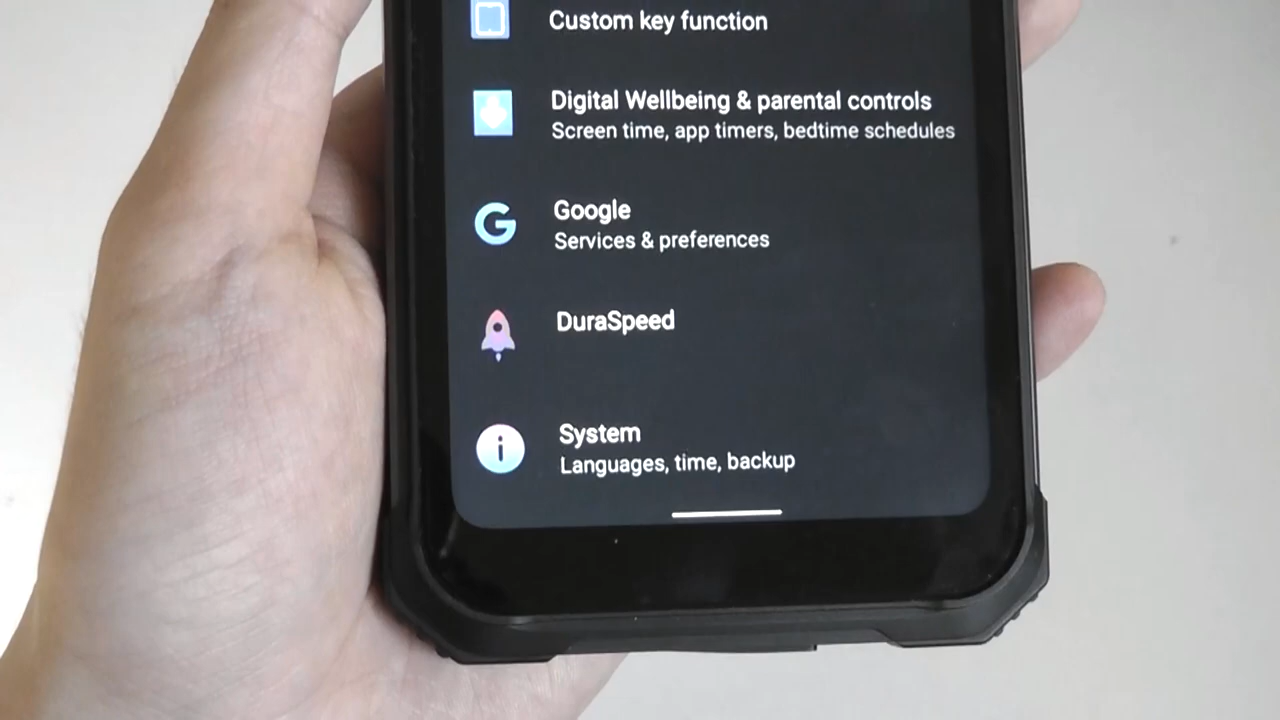 Custom key function
Digital Wellbeing & parental controls
Screen time, app timers, bedtime schedules
Google
Services & preferences
DuraSpeed
System
Languages, time, backup